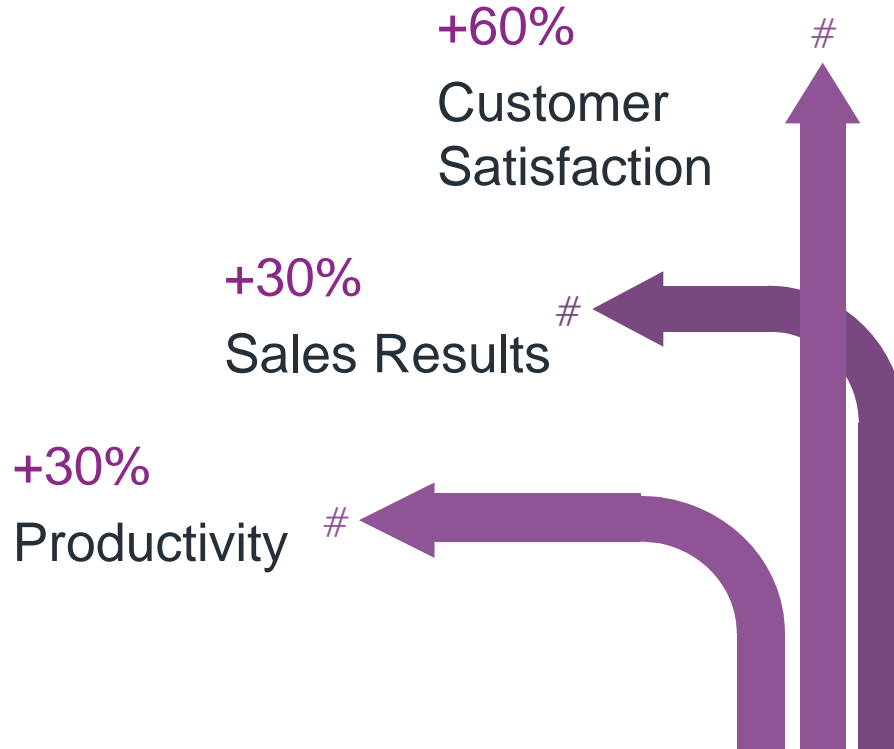 +60%
#
Customer
Satisfaction
+30%
#
Sales Results
+30%
#
Productivity